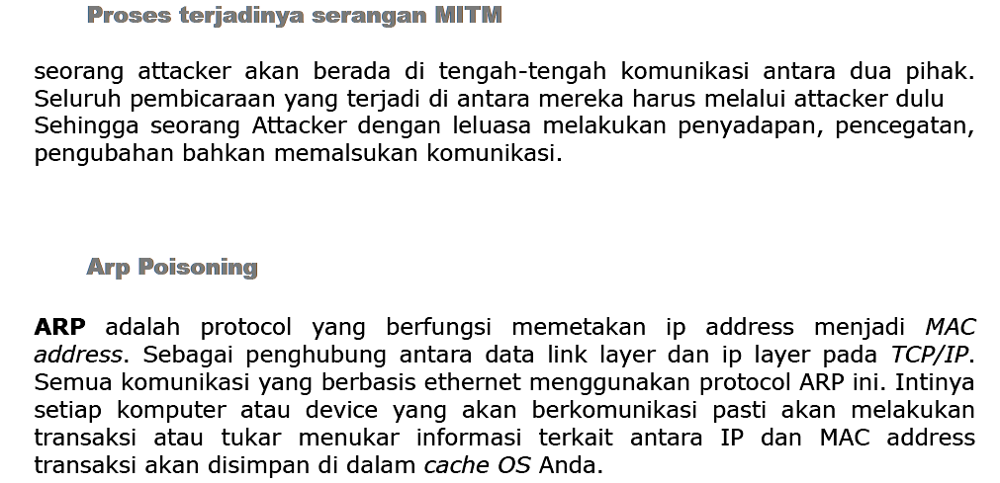 Proses terjadinya serangan MITM
seorang attacker akan berada di tengah-tengah komunikasi antara dua pihak.
Seluruh pembicaraan yang terjadi di antara mereka harus melalui attacker dulu
Sehingga seorang Attacker dengan leluasa melakukan penyadapan, pencegatan,
pengubahan bahkan memalsukan komunikasi.
Arp Poisoning
ARP adalah protocol yang berfungsi memetakan ip address menjadi MAC
address. Sebagai penghubung antara data link layer dan ip layer pada TCP/IP.
Semua komunikasi yang berbasis ethernet menggunakan protocol ARP ini. Intinya
setiap komputer atau device yang akan berkomunikasi pasti akan melakukan
transaksi atau tukar menukar informasi terkait antara IP dan MAC address
transaksi akan disimpan di dalam cache OS Anda.